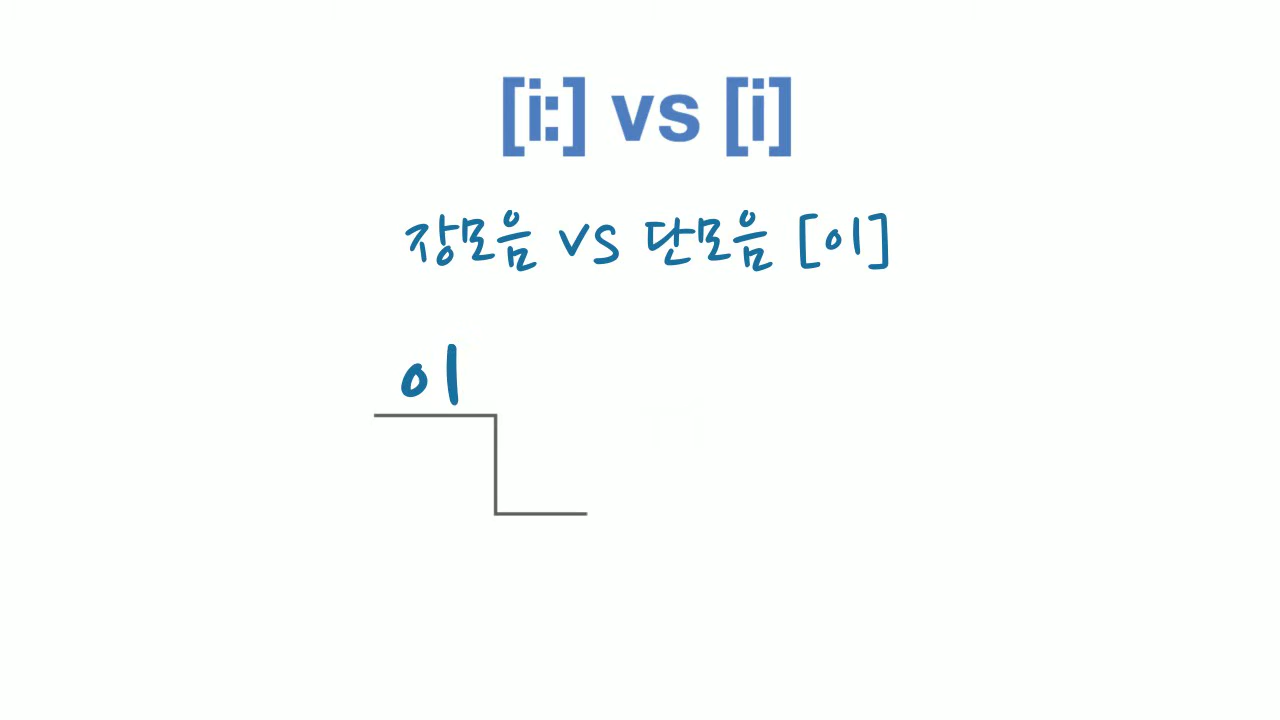 [i:] vs [i]
장모음 vs 단모음 [이]
이